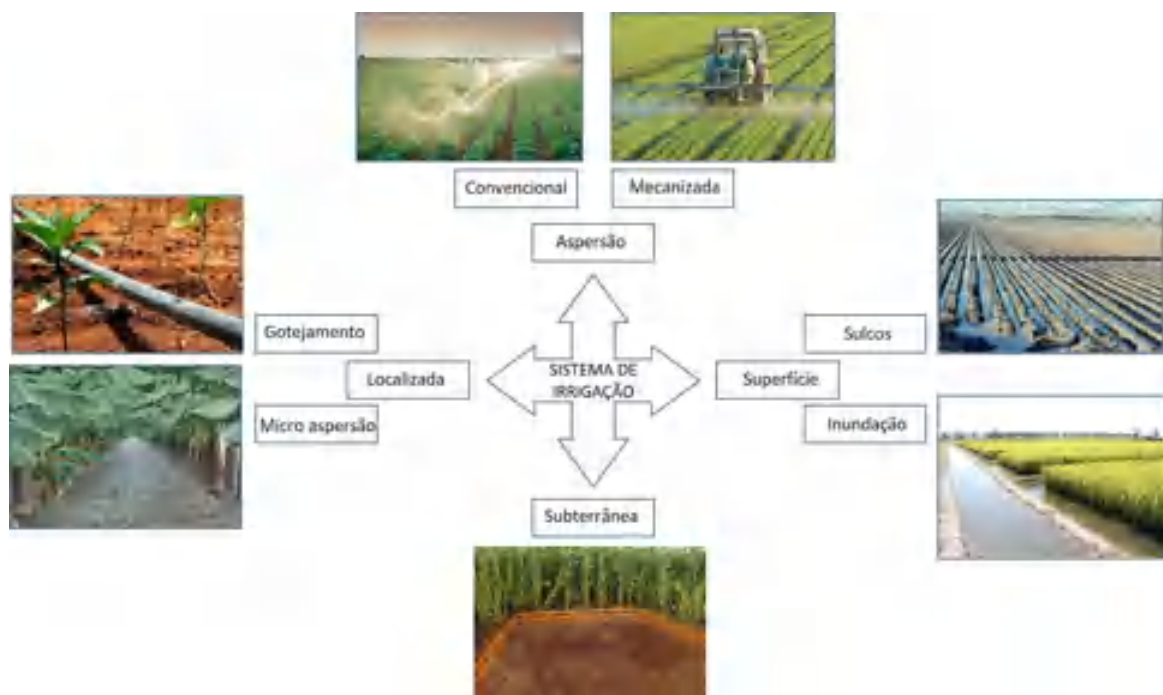 Convencional
Mecanizada
Aspersão
Gotejamento
Localizada
Micro aspersão
SISTEMA DE
IRRIGAÇÃO
Sulcos
Superfície
Inundação
Subterrânea